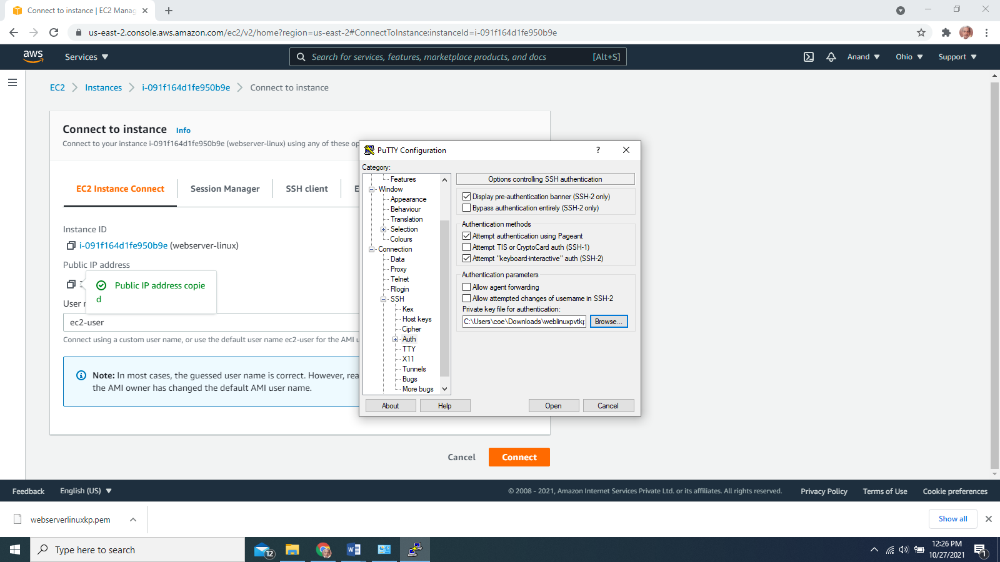 Connect to instance | EC2 Manag
us-east-2.console.aws.amazon.com/ec2/v2/home?region=us-east-2#ConnectToInstance:instanceId=i-091f164d1fe950b9e
aws
Services
Search for services, features, marketplace products, and docs
[Alt+S]
Anand
Ohio
Support
EC2
Instances
i-091f164d1fe950b9e
Connect to instance
Connect to instance
Info
Connect to your instance i-091f164d1fe950b9e (webserver-linux) using any of these op
EC2 Instance Connect
Session Manager
SSH client
E
Instance ID
i-091f164d1fe950b9e (webserver-linux)
Public IP address
Public IP address copie
d
User
ec2-user
Connect using a custom user name, or use the default user name ec2-user for the AMI u
Note: In most cases, the guessed user name is correct. However, rea
the AMI owner has changed the default AMI user name.
Cancel
Connect
PuTTY Configuration
?
Category:
Features
Window
Appearance
Behaviour
Translation
Selection
Colours
Connection
Data
Proxy
Telnet
Rlogin
SSH
Kex
Host keys
Cipher
Auth
TTY
X11
Tunnels
Bugs
More bugs
Options controlling SSH authentication
Display pre-authentication banner (SSH-2 only)
Bypass authentication entirely (SSH-2 only)
Authentication methods
Attempt authentication using Pageant
Attempt TIS or CryptoCard auth (SSH-1)
Attempt "keyboard-interactive" auth (SSH-2)
Authentication parameters
Allow agent forwarding
Allow attempted changes of username in SSH-2
Private key file for authentication:
C:\Users\coe\Downloads\weblinuxpvtkp
Browse...
About
Help
Open
Cancel
Feedback
English (US)
© 2008 - 2021, Amazon Internet Services Private Ltd. or its affiliates. All rights reserved.
Privacy Policy
Terms of Use
Cookie preferences
webserverlinuxkp.pem
Show all
Type here to search
12
12:26 PM
10/27/2021
1